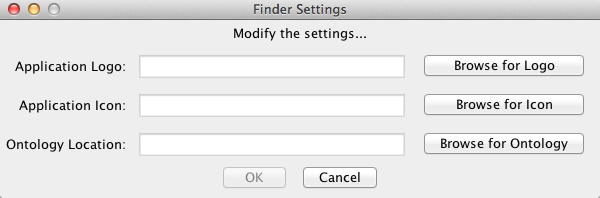 Finder Settings
Modify the settings...
Application Logo: Browse for Logo
Application Icon: Browse for Icon
Ontology Location: Browse for Ontology
OK Cancel